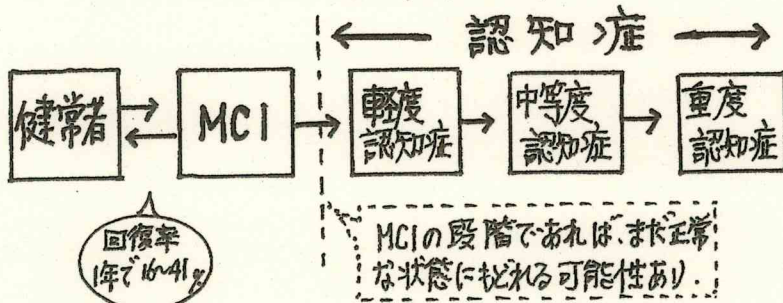 認知症
健常者
MCI
軽度
認知症
中等度
認知症
重度
認知症
回復率
1年で16~41%
MCIの段階であれば、まだ正常
な状態にもどれる可能性あり.